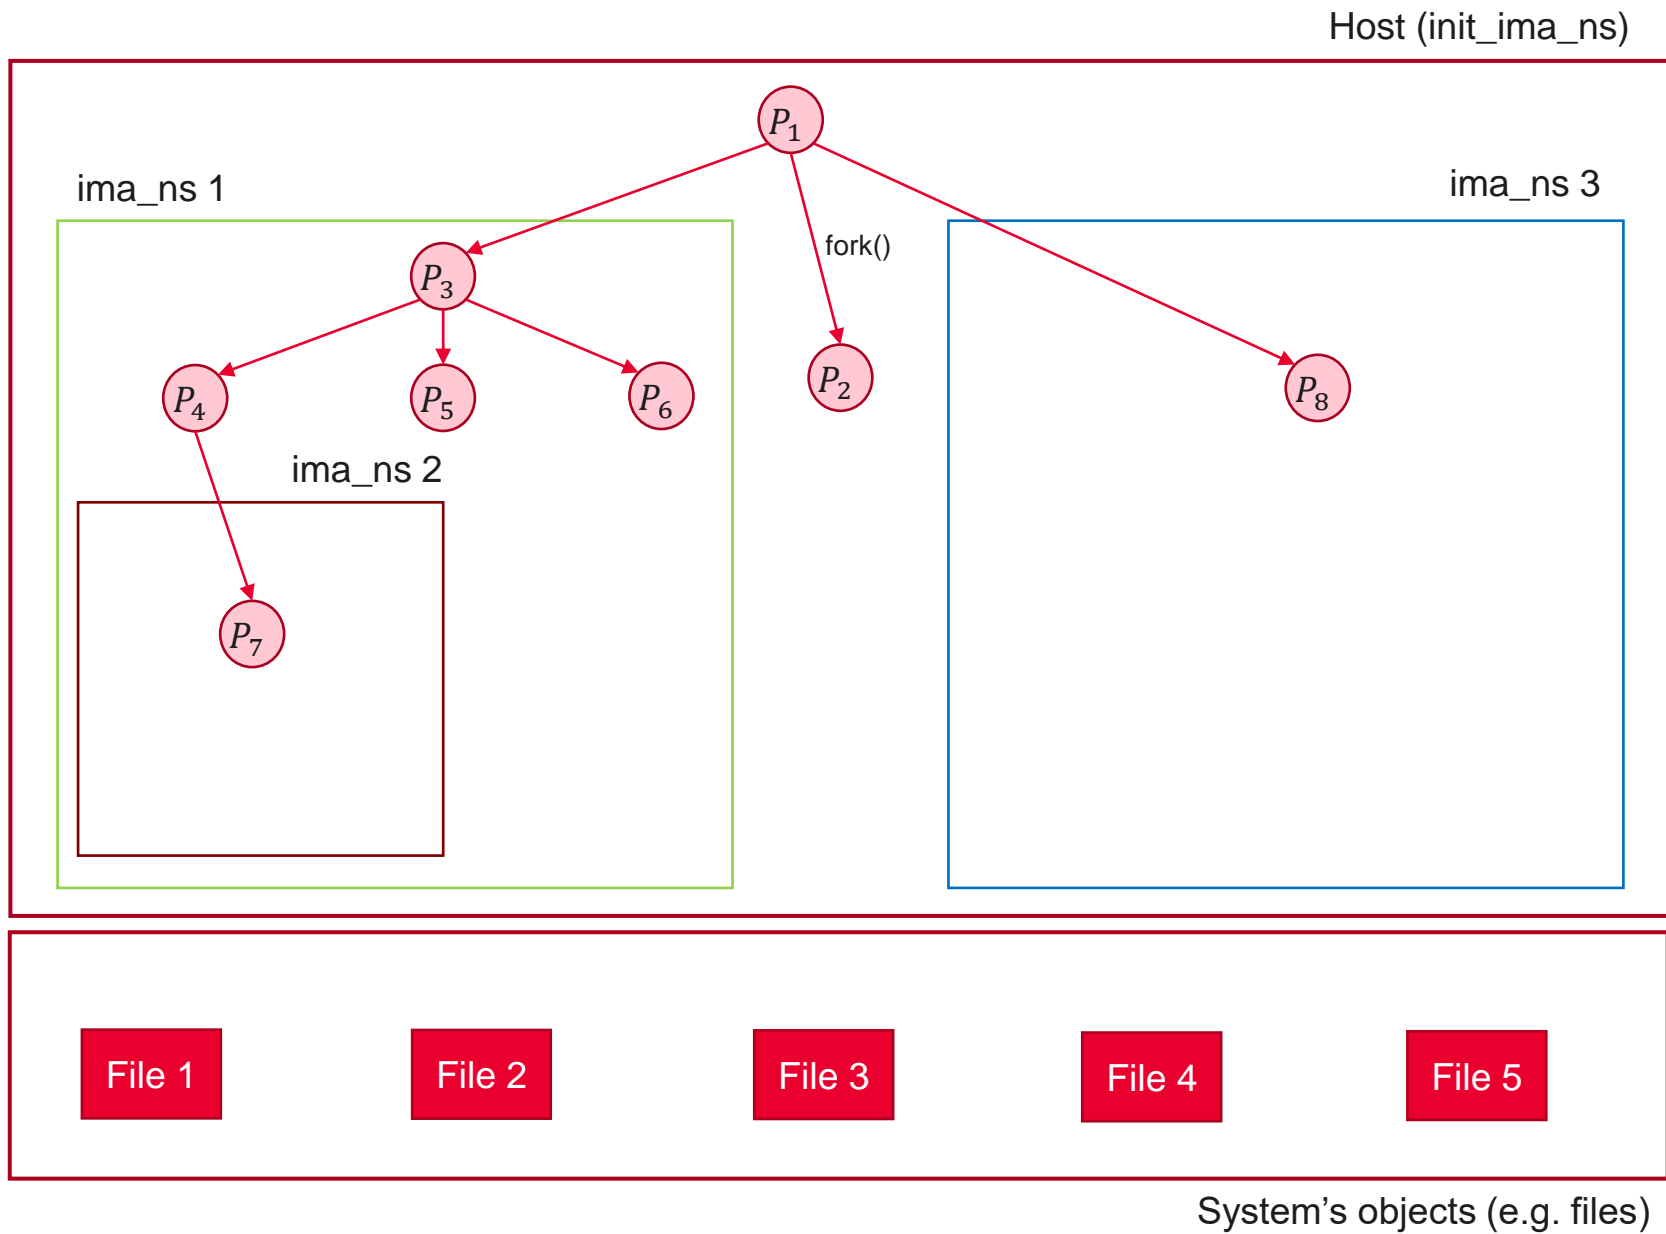 Host (init_ima_ns)
P1
ima_ns 1
ima_ns 3
fork()
P3
P4
P5
P6
P2
P8
ima_ns 2
P7
File 1
File 2
File 3
File 4
File 5
System’s objects (e.g. files)